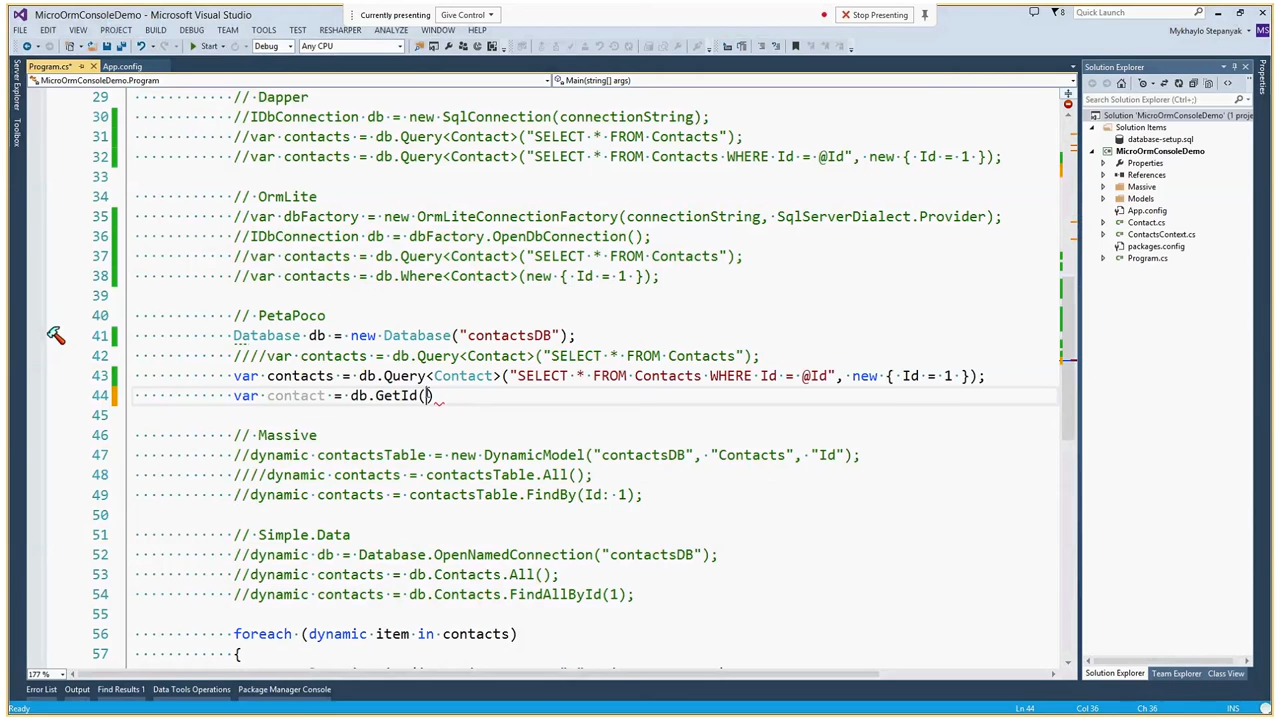 MicroOrmConsoleDemo - Microsoft Visual Studio
Currently presenting Give Control Stop Presenting
8 Quick Launch (Ctrl+Q)
FILE EDIT VIEW PROJECT BUILD DEBUG TEAM TOOLS TEST RESHARPER ANALYZE WINDOW HELP
Mykhaylo Stepanyak MS
Start Debug Any CPU
Program.cs* App.config
MicroOrmConsoleDemo.Program Main(string[] args)
29 // Dapper
30 //IDbConnection db = new SqlConnection(connectionString);
31 //var contacts = db.Query<Contact>("SELECT * FROM Contacts");
32 //var contacts = db.Query<Contact>("SELECT * FROM Contacts WHERE Id = @Id", new { Id = 1 });
33
34 // OrmLite
35 //var dbFactory = new OrmLiteConnectionFactory(connectionString, SqlServerDialect.Provider);
36 //IDbConnection db = dbFactory.OpenDbConnection();
37 //var contacts = db.Query<Contact>("SELECT * FROM Contacts");
38 //var contacts = db.Where<Contact>(new { Id = 1 });
39
40 // PetaPoco
41 Database db = new Database("contactsDB");
42 ////var contacts = db.Query<Contact>("SELECT * FROM Contacts");
43 var contacts = db.Query<Contact>("SELECT * FROM Contacts WHERE Id = @Id", new { Id = 1 });
44 var contact = db.GetId()
45
46 // Massive
47 //dynamic contactsTable = new DynamicModel("contactsDB", "Contacts", "Id");
48 ////dynamic contacts = contactsTable.All();
49 //dynamic contacts = contactsTable.FindBy(Id: 1);
50
51 // Simple.Data
52 //dynamic db = Database.OpenNamedConnection("contactsDB");
53 //dynamic contacts = db.Contacts.All();
54 //dynamic contacts = db.Contacts.FindAllById(1);
55
56 foreach (dynamic item in contacts)
57 {
177 %
Server Explorer
Toolbox
Solution Explorer
Search Solution Explorer (Ctrl+;)
Solution 'MicroOrmConsoleDemo' (1 proje
Solution Items
database-setup.sql
MicroOrmConsoleDemo
Properties
References
Massive
Models
App.config
Contact.cs
ContactsContext.cs
packages.config
Program.cs
Solution Explorer Team Explorer Class View
Properties
Error List Output Find Results 1 Data Tools Operations Package Manager Console
Ready Ln 44 Col 36 Ch 36 INS